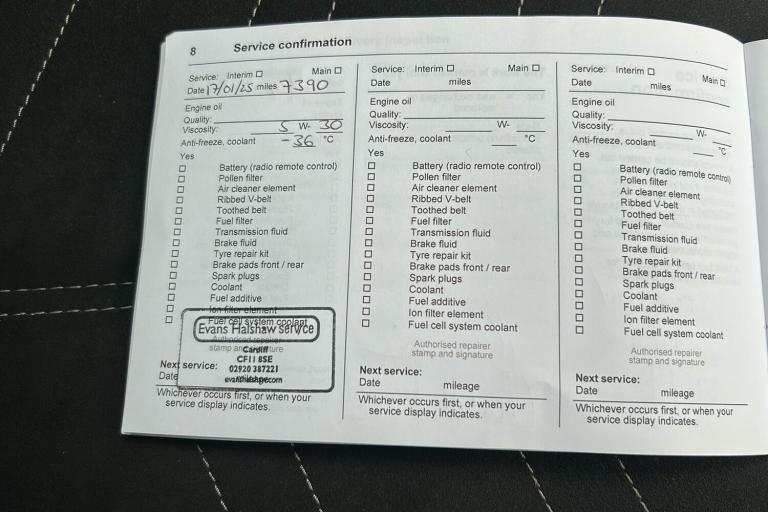 8 Service confirmation
Service: Interim ☐ Main ☐
Date 17/01/25 miles 7390
Engine oil
Quality:
Viscosity: 5 W- 30
Anti-freeze, coolant -36 °C
Yes
☐ Battery (radio remote control)
☐ Pollen filter
☐ Air cleaner element
☐ Ribbed V-belt
☐ Toothed belt
☐ Fuel filter
☐ Transmission fluid
☐ Brake fluid
☐ Tyre repair kit
☐ Brake pads front / rear
☐ Spark plugs
☐ Coolant
☐ Fuel additive
☐ Ion filter element
☐ Fuel cell system coolant
Evans Halshaw service
Authorised repairer
stamp and signature
Cardiff
CF11 8SE
02920 387221
Next service:
Date
Whichever occurs first, or when your
service display indicates.
Service: Interim ☐ Main ☐
Date miles
Engine oil
Quality:
Viscosity: W-
Anti-freeze, coolant °C
Yes
☐ Battery (radio remote control)
☐ Pollen filter
☐ Air cleaner element
☐ Ribbed V-belt
☐ Toothed belt
☐ Fuel filter
☐ Transmission fluid
☐ Brake fluid
☐ Tyre repair kit
☐ Brake pads front / rear
☐ Spark plugs
☐ Coolant
☐ Fuel additive
☐ Ion filter element
☐ Fuel cell system coolant
Authorised repairer
stamp and signature
Next service:
Date mileage
Whichever occurs first, or when your
service display indicates.
Service: Interim ☐ Main ☐
Date miles
Engine oil
Quality:
Viscosity: W-
Anti-freeze, coolant °C
Yes
☐ Battery (radio remote control)
☐ Pollen filter
☐ Air cleaner element
☐ Ribbed V-belt
☐ Toothed belt
☐ Fuel filter
☐ Transmission fluid
☐ Brake fluid
☐ Tyre repair kit
☐ Brake pads front / rear
☐ Spark plugs
☐ Coolant
☐ Fuel additive
☐ Ion filter element
☐ Fuel cell system coolant
Authorised repairer
stamp and signature
Next service:
Date mileage
Whichever occurs first, or when your
service display indicates.